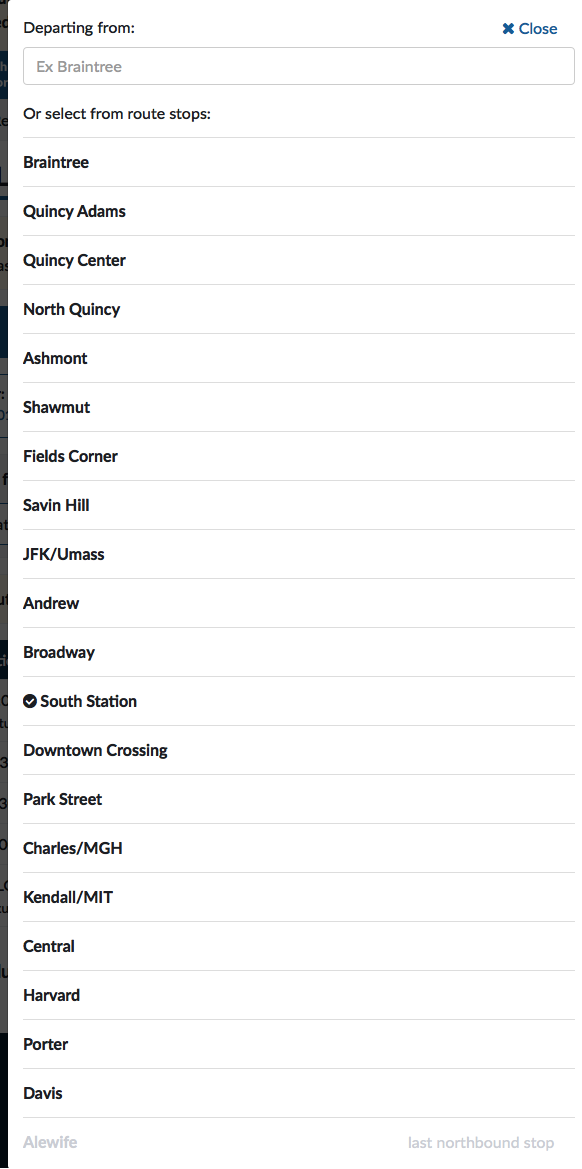 Departing from:
✖ Close
Ex Braintree
Or select from route stops:
Braintree
Quincy Adams
Quincy Center
North Quincy
Ashmont
Shawmut
Fields Corner
Savin Hill
JFK/Umass
Andrew
Broadway
South Station
Downtown Crossing
Park Street
Charles/MGH
Kendall/MIT
Central
Harvard
Porter
Davis
Alewife last northbound stop